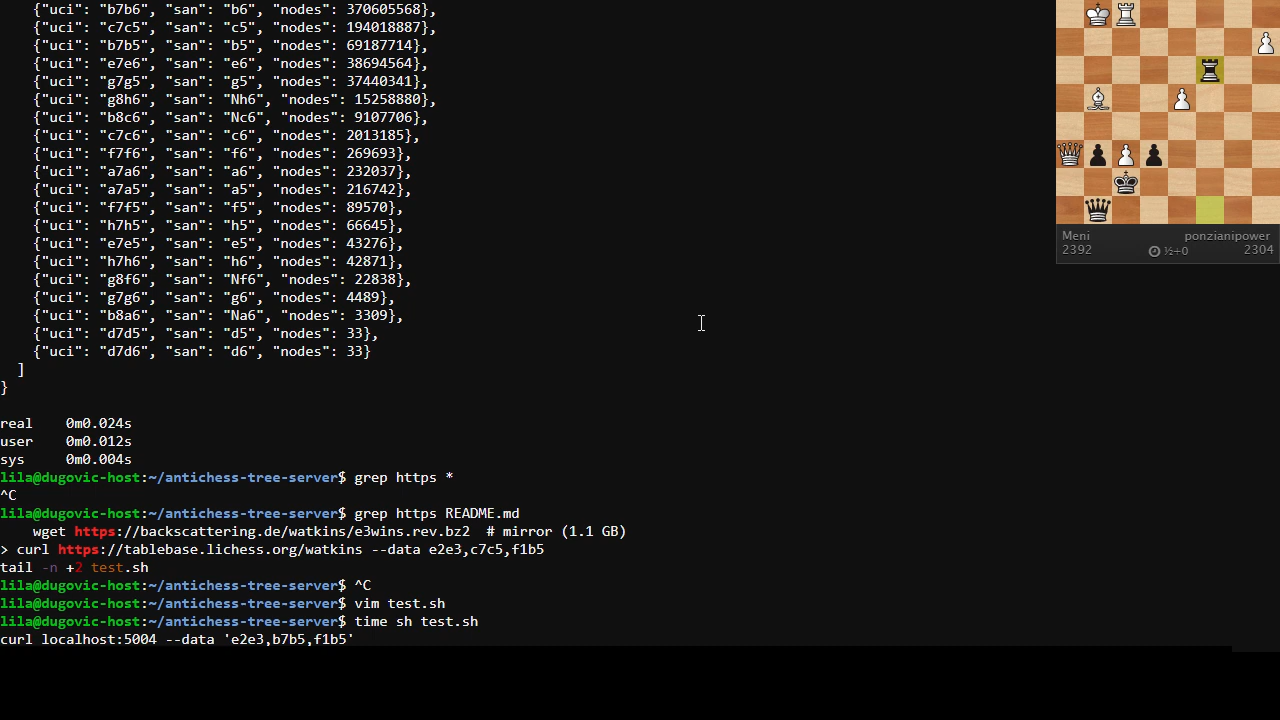 {"uci": "b7b6", "san": "b6", "nodes": 370605568},
{"uci": "c7c5", "san": "c5", "nodes": 194018887},
{"uci": "b7b5", "san": "b5", "nodes": 69187714},
{"uci": "e7e6", "san": "e6", "nodes": 38694564},
{"uci": "g7g5", "san": "g5", "nodes": 37440341},
{"uci": "g8h6", "san": "Nh6", "nodes": 15258880},
{"uci": "b8c6", "san": "Nc6", "nodes": 9107706},
{"uci": "c7c6", "san": "c6", "nodes": 2013185},
{"uci": "f7f6", "san": "f6", "nodes": 269693},
{"uci": "a7a6", "san": "a6", "nodes": 232037},
{"uci": "a7a5", "san": "a5", "nodes": 216742},
{"uci": "f7f5", "san": "f5", "nodes": 89570},
{"uci": "h7h5", "san": "h5", "nodes": 66645},
{"uci": "e7e5", "san": "e5", "nodes": 43276},
{"uci": "h7h6", "san": "h6", "nodes": 42871},
{"uci": "g8f6", "san": "Nf6", "nodes": 22838},
{"uci": "g7g6", "san": "g6", "nodes": 4489},
{"uci": "b8a6", "san": "Na6", "nodes": 3309},
{"uci": "d7d5", "san": "d5", "nodes": 33},
{"uci": "d7d6", "san": "d6", "nodes": 33}
]
}
real 0m0.024s
user 0m0.012s
sys 0m0.004s
lila@dugovic-host:~/antichess-tree-server$ grep https *
^C
lila@dugovic-host:~/antichess-tree-server$ grep https README.md
wget https://backscattering.de/watkins/e3wins.rev.bz2 # mirror (1.1 GB)
> curl https://tablebase.lichess.org/watkins --data e2e3,c7c5,f1b5
tail -n +2 test.sh
lila@dugovic-host:~/antichess-tree-server$ ^C
lila@dugovic-host:~/antichess-tree-server$ vim test.sh
lila@dugovic-host:~/antichess-tree-server$ time sh test.sh
curl localhost:5004 --data 'e2e3,b7b5,f1b5'
Meni ponzianipower
2392 ½+0 2304